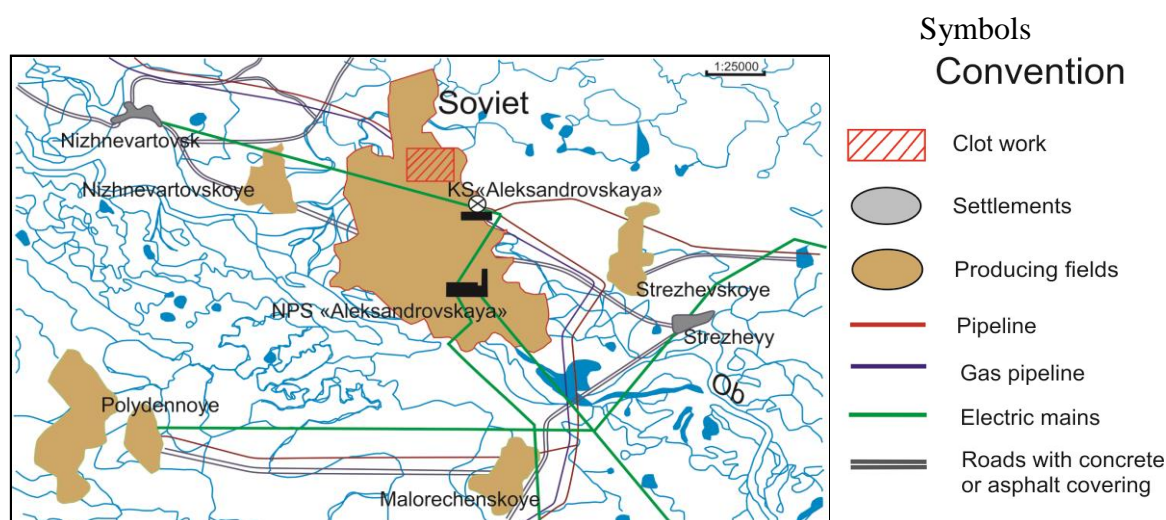 Symbols
Convention
1:25000
Soviet
Nizhnevartovsk
Nizhnevartovskoye
KS«Aleksandrovskaya»
NPS «Aleksandrovskaya»
Strezhevskoye
Strezhevy
Ob
Polydennoye
Malorechenskoye
Clot work
Settlements
Producing fields
Pipeline
Gas pipeline
Electric mains
Roads with concrete
or asphalt covering